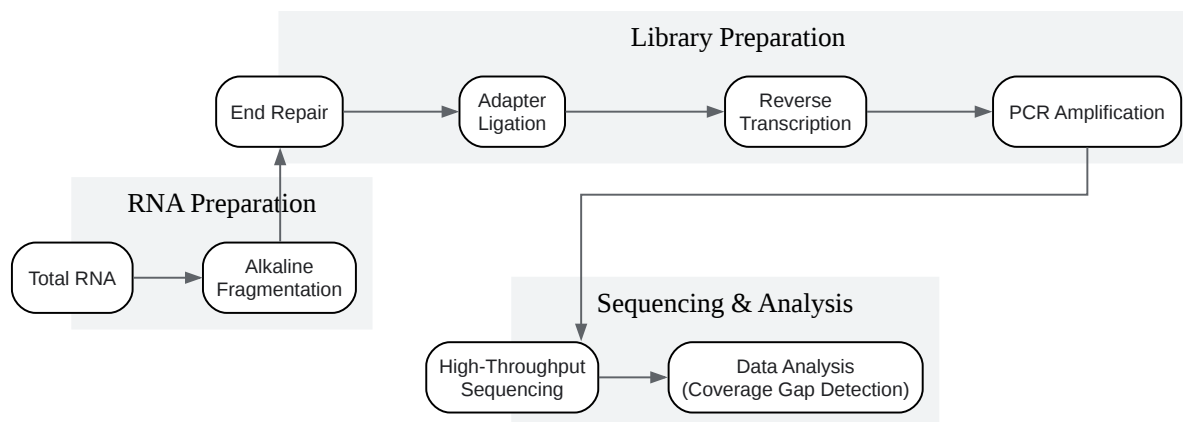 Library Preparation
End Repair
Adapter
Ligation
Reverse
Transcription
PCR Amplification
RNA Preparation
Total RNA
Alkaline
Fragmentation
Sequencing & Analysis
High-Throughput
Sequencing
Data Analysis
(Coverage Gap Detection)